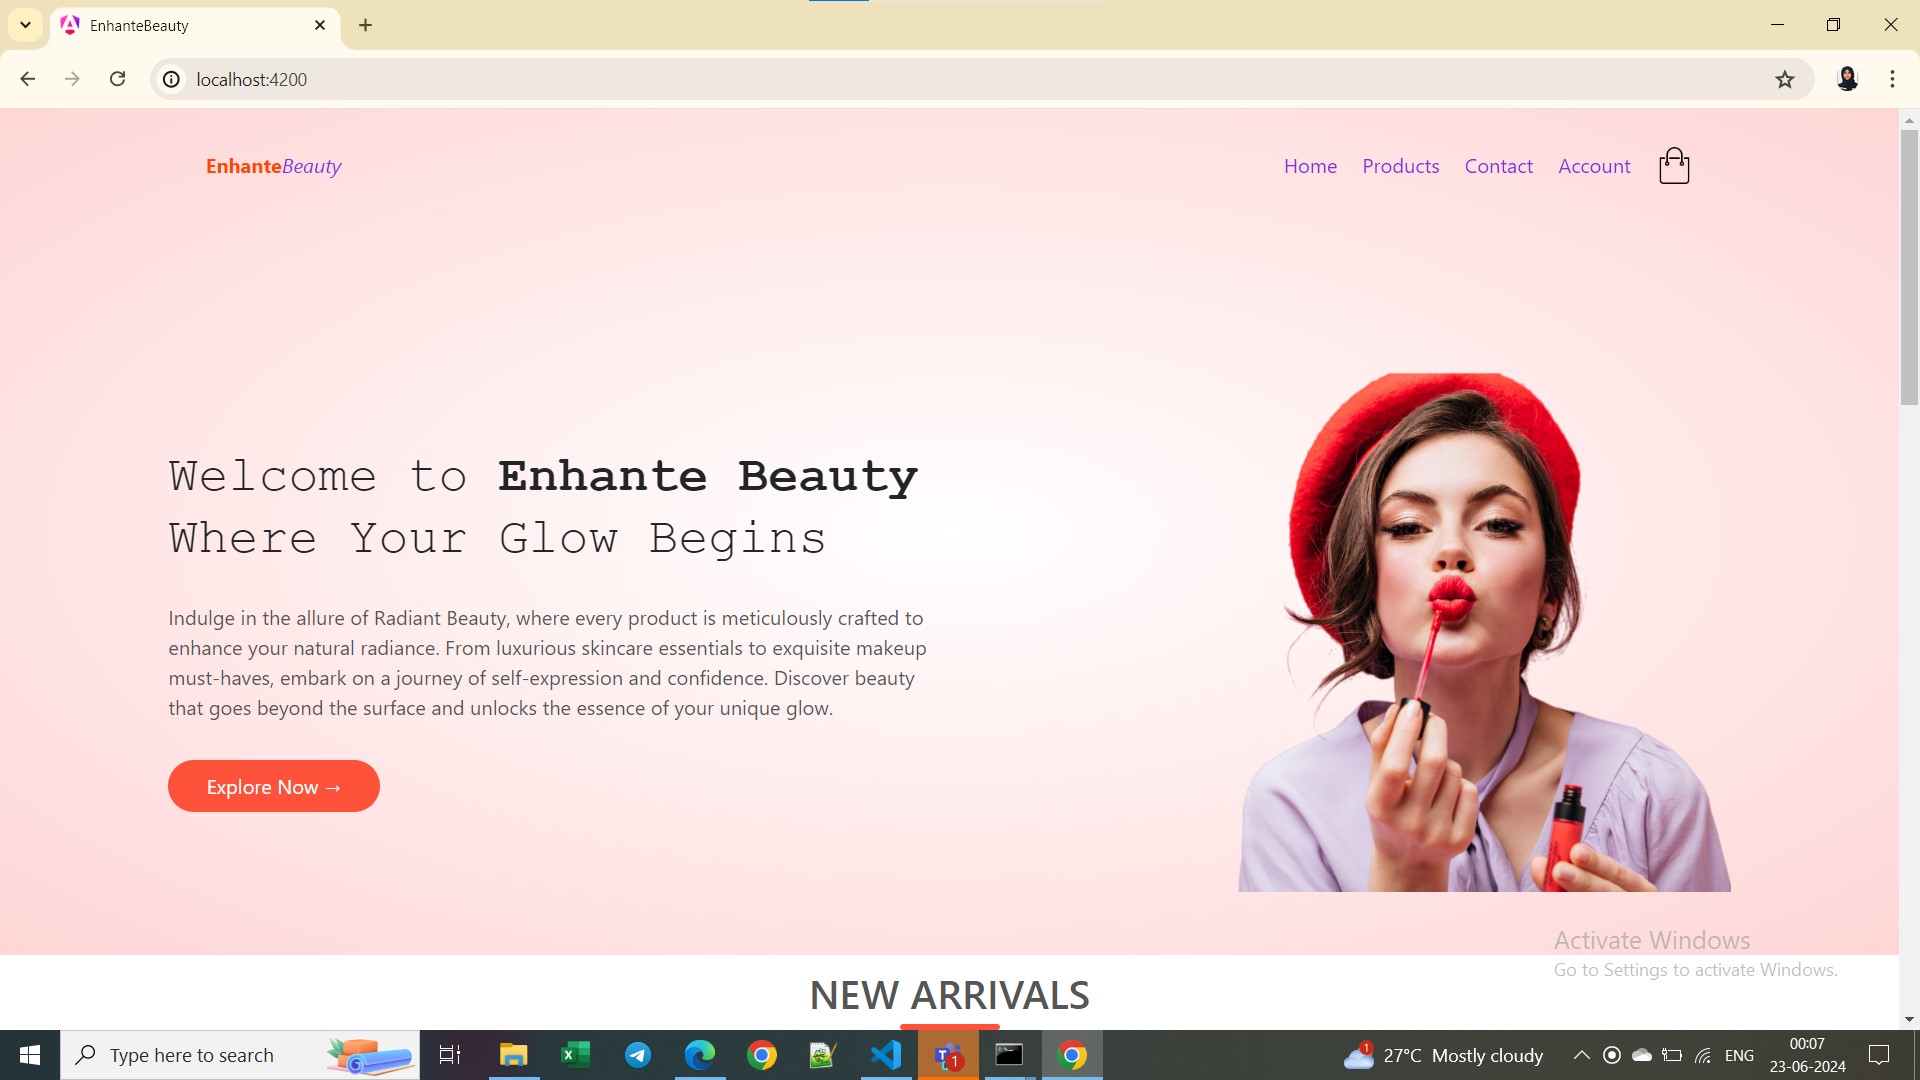 EnhanteBeauty
localhost:4200
EnhanteBeauty
Home Products Contact Account
Welcome to Enhante Beauty
Where Your Glow Begins
Indulge in the allure of Radiant Beauty, where every product is meticulously crafted to
enhance your natural radiance. From luxurious skincare essentials to exquisite makeup
must-haves, embark on a journey of self-expression and confidence. Discover beauty
that goes beyond the surface and unlocks the essence of your unique glow.
Explore Now →
Activate Windows
Go to Settings to activate Windows.
NEW ARRIVALS
Type here to search
1
1
27°C Mostly cloudy
ENG
00:07
23-06-2024